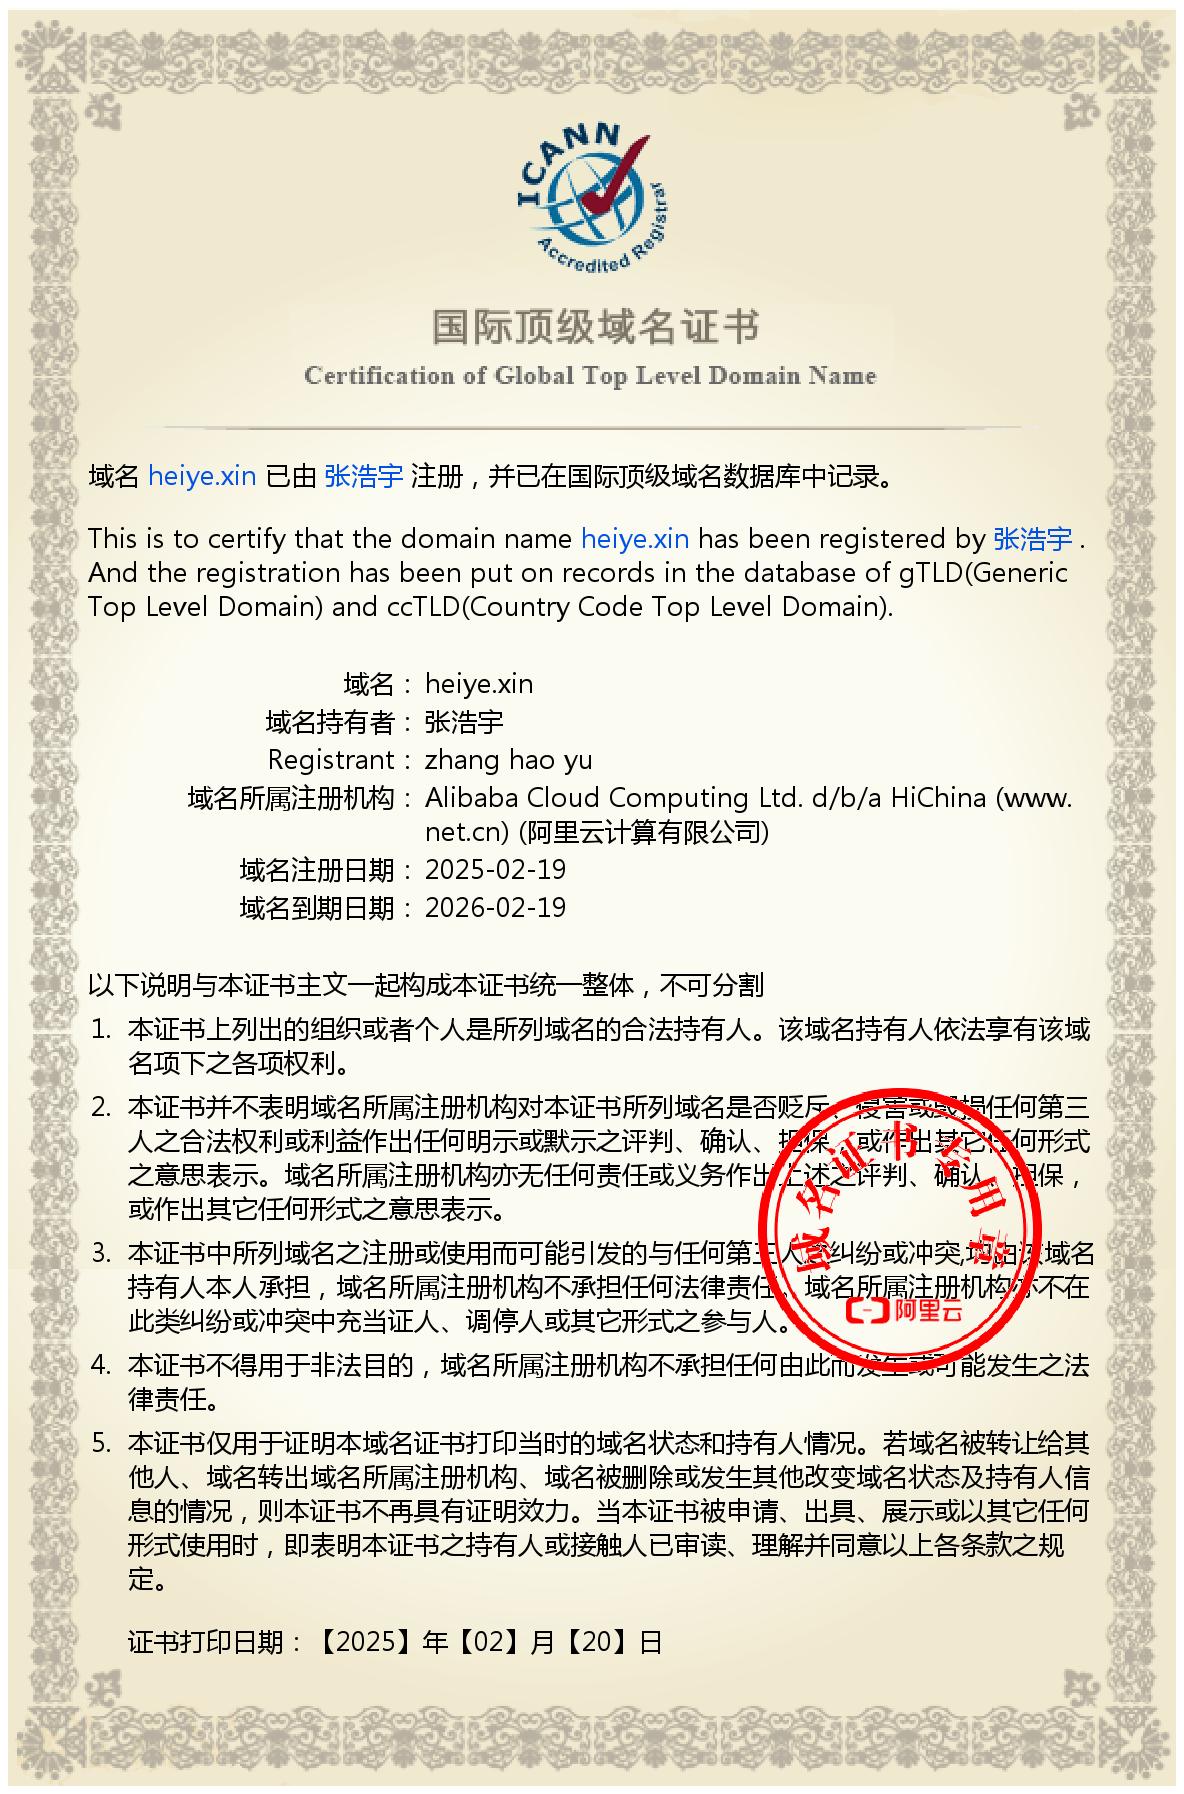 ICANN
Accredited Registrar
国际顶级域名证书
Certification of Global Top Level Domain Name
域名 heiye.xin 已由 张浩宇 注册，并已在国际顶级域名数据库中记录。
This is to certify that the domain name heiye.xin has been registered by 张浩宇 .
And the registration has been put on records in the database of gTLD(Generic
Top Level Domain) and ccTLD(Country Code Top Level Domain).
域名： heiye.xin
域名持有者： 张浩宇
Registrant： zhang hao yu
域名所属注册机构： Alibaba Cloud Computing Ltd. d/b/a HiChina (www.
net.cn) (阿里云计算有限公司)
域名注册日期： 2025-02-19
域名到期日期： 2026-02-19
以下说明与本证书主文一起构成本证书统一整体，不可分割
1. 本证书上列出的组织或者个人是所列域名的合法持有人。该域名持有人依法享有该域
名项下之各项权利。
2. 本证书并不表明域名所属注册机构对本证书所列域名是否贬斥、侵害或毁损任何第三
人之合法权利或利益作出任何明示或默示之评判、确认、担保，或作出其它任何形式
之意思表示。域名所属注册机构亦无任何责任或义务作出上述之评判、确认、担保，
或作出其它任何形式之意思表示。
3. 本证书中所列域名之注册或使用而可能引发的与任何第三人之纠纷或冲突,均由该域名
持有人本人承担，域名所属注册机构不承担任何法律责任。域名所属注册机构亦不在
此类纠纷或冲突中充当证人、调停人或其它形式之参与人。
4. 本证书不得用于非法目的，域名所属注册机构不承担任何由此而发生或可能发生之法
律责任。
5. 本证书仅用于证明本域名证书打印当时的域名状态和持有人情况。若域名被转让给其
他人、域名转出域名所属注册机构、域名被删除或发生其他改变域名状态及持有人信
息的情况，则本证书不再具有证明效力。当本证书被申请、出具、展示或以其它任何
形式使用时，即表明本证书之持有人或接触人已审读、理解并同意以上各条款之规
定。
域名证书专用章
阿里云
证书打印日期：【2025】年【02】月【20】日